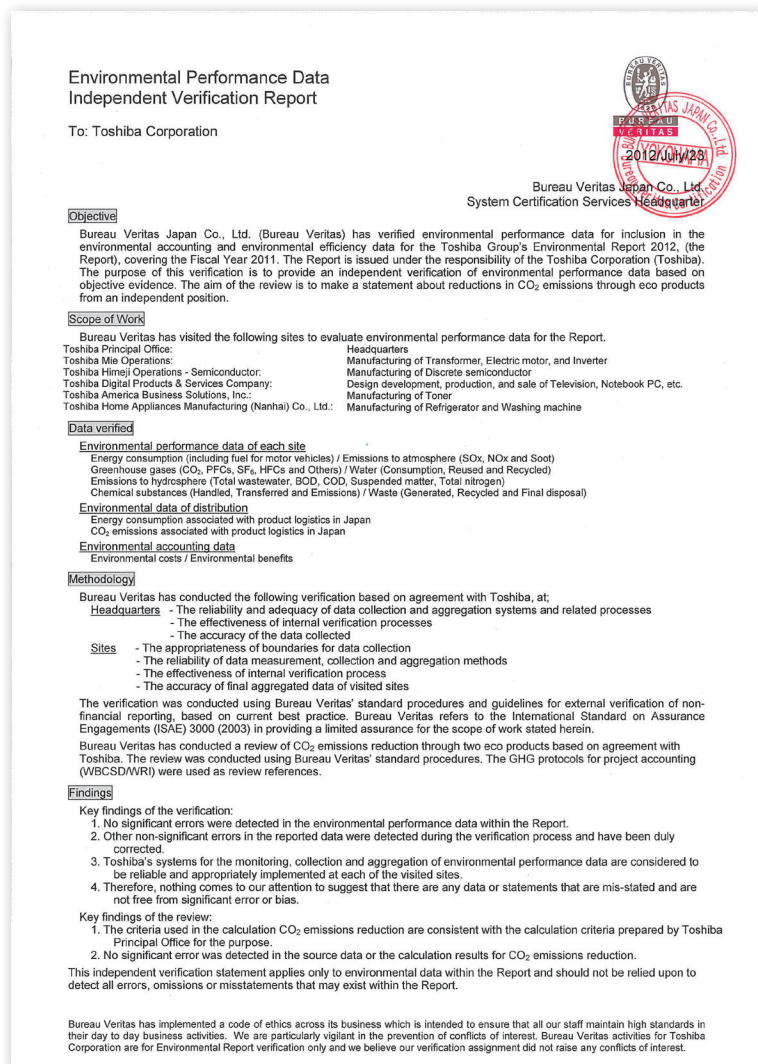 Environmental Performance Data
Independent Verification Report
To: Toshiba Corporation
BUREAU VERITAS
1828
BUREAU
VERITAS
2012/July/23
YOKOHAMA
Bureau Veritas Japan Co., Ltd.
System Certification Services Headquarter
Objective
Bureau Veritas Japan Co., Ltd. (Bureau Veritas) has verified environmental performance data for inclusion in the
environmental accounting and environmental efficiency data for the Toshiba Group's Environmental Report 2012, (the
Report), covering the Fiscal Year 2011. The Report is issued under the responsibility of the Toshiba Corporation (Toshiba).
The purpose of this verification is to provide an independent verification of environmental performance data based on
objective evidence. The aim of the review is to make a statement about reductions in CO₂ emissions through eco products
from an independent position.
Scope of Work
Bureau Veritas has visited the following sites to evaluate environmental performance data for the Report.
Toshiba Principal Office: Headquarters
Toshiba Mie Operations: Manufacturing of Transformer, Electric motor, and Inverter
Toshiba Himeji Operations - Semiconductor: Manufacturing of Discrete semiconductor
Toshiba Digital Products & Services Company: Design development, production, and sale of Television, Notebook PC, etc.
Toshiba America Business Solutions, Inc.: Manufacturing of Toner
Toshiba Home Appliances Manufacturing (Nanhai) Co., Ltd.: Manufacturing of Refrigerator and Washing machine
Data verified
Environmental performance data of each site
Energy consumption (including fuel for motor vehicles) / Emissions to atmosphere (SOx, NOx and Soot)
Greenhouse gases (CO₂, PFCs, SF₆, HFCs and Others) / Water (Consumption, Reused and Recycled)
Emissions to hydrosphere (Total wastewater, BOD, COD, Suspended matter, Total nitrogen)
Chemical substances (Handled, Transferred and Emissions) / Waste (Generated, Recycled and Final disposal)
Environmental data of distribution
Energy consumption associated with product logistics in Japan
CO₂ emissions associated with product logistics in Japan
Environmental accounting data
Environmental costs / Environmental benefits
Methodology
Bureau Veritas has conducted the following verification based on agreement with Toshiba, at;
Headquarters - The reliability and adequacy of data collection and aggregation systems and related processes
- The effectiveness of internal verification processes
- The accuracy of the data collected
Sites - The appropriateness of boundaries for data collection
- The reliability of data measurement, collection and aggregation methods
- The effectiveness of internal verification process
- The accuracy of final aggregated data of visited sites
The verification was conducted using Bureau Veritas' standard procedures and guidelines for external verification of non-
financial reporting, based on current best practice. Bureau Veritas refers to the International Standard on Assurance
Engagements (ISAE) 3000 (2003) in providing a limited assurance for the scope of work stated herein.
Bureau Veritas has conducted a review of CO₂ emissions reduction through two eco products based on agreement with
Toshiba. The review was conducted using Bureau Veritas' standard procedures. The GHG protocols for project accounting
(WBCSD/WRI) were used as review references.
Findings
Key findings of the verification:
1. No significant errors were detected in the environmental performance data within the Report.
2. Other non-significant errors in the reported data were detected during the verification process and have been duly
corrected.
3. Toshiba's systems for the monitoring, collection and aggregation of environmental performance data are considered to
be reliable and appropriately implemented at each of the visited sites.
4. Therefore, nothing comes to our attention to suggest that there are any data or statements that are mis-stated and are
not free from significant error or bias.
Key findings of the review:
1. The criteria used in the calculation CO₂ emissions reduction are consistent with the calculation criteria prepared by Toshiba
Principal Office for the purpose.
2. No significant error was detected in the source data or the calculation results for CO₂ emissions reduction.
This independent verification statement applies only to environmental data within the Report and should not be relied upon to
detect all errors, omissions or misstatements that may exist within the Report.
Bureau Veritas has implemented a code of ethics across its business which is intended to ensure that all our staff maintain high standards in
their day to day business activities. We are particularly vigilant in the prevention of conflicts of interest. Bureau Veritas activities for Toshiba
Corporation are for Environmental Report verification only and we believe our verification assignment did not raise any conflicts of interest.